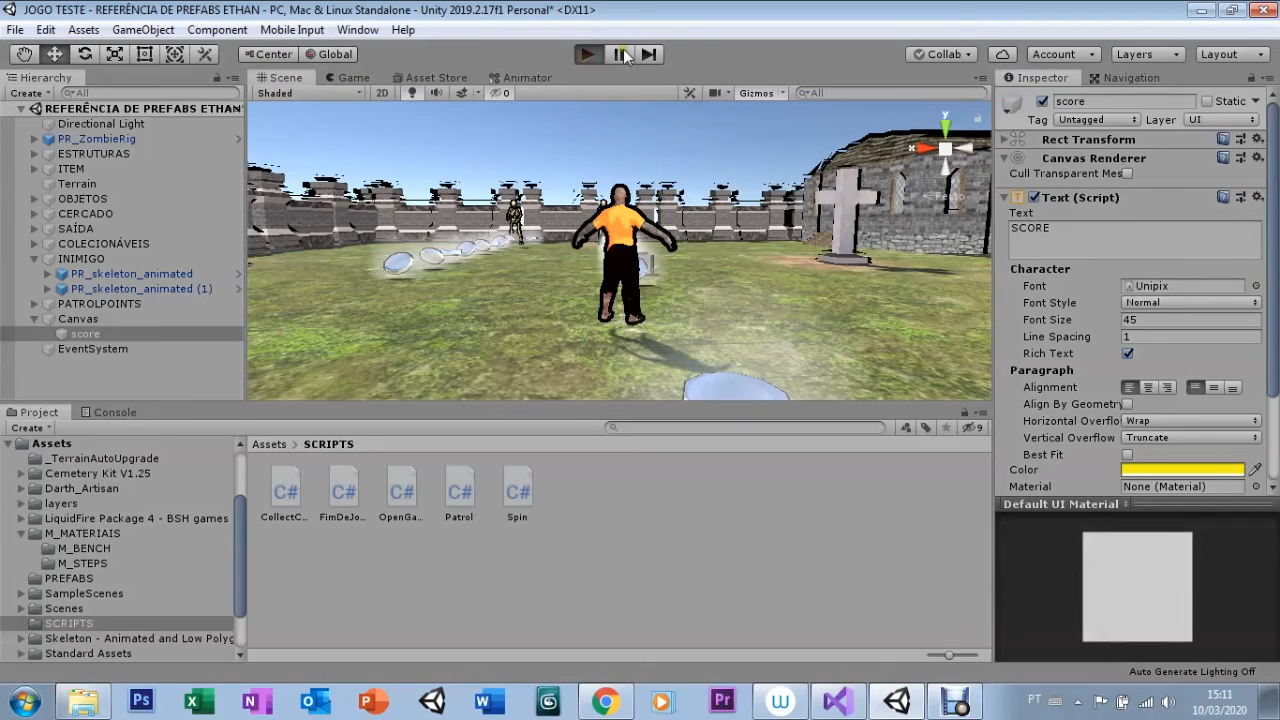 JOGO TESTE - REFERÊNCIA DE PREFABS ETHAN - PC, Mac & Linux Standalone - Unity 2019.2.17f1 Personal* <DX11>
File Edit Assets GameObject Component Mobile Input Window Help
Center Global Collab Account Layers Layout
Hierarchy Scene Game Asset Store Animator Inspector Navigation
Create All Shaded 2D 0 Gizmos All
REFERÊNCIA DE PREFABS ETHAN
Directional Light
PR_ZombieRig
ESTRUTURAS
ITEM
Terrain
OBJETOS
CERCADO
SAÍDA
COLECIONÁVEIS
INIMIGO
PR_skeleton_animated
PR_skeleton_animated (1)
PATROLPOINTS
Canvas
score
EventSystem
y
x
Persp
score Static
Tag Untagged Layer UI
Rect Transform
Canvas Renderer
Cull Transparent Mes
Text (Script)
Text
SCORE
Character
Font Unipix
Font Style Normal
Font Size 45
Line Spacing 1
Rich Text
Paragraph
Alignment
Align By Geometry
Horizontal Overflo Wrap
Vertical Overflow Truncate
Best Fit
Color
Material None (Material)
Default UI Material
Project Console
Create 9
Assets
_TerrainAutoUpgrade
Cemetery Kit V1.25
Darth_Artisan
layers
LiquidFire Package 4 - BSH games
M_MATERIAIS
M_BENCH
M_STEPS
PREFABS
SampleScenes
Scenes
SCRIPTS
Skeleton - Animated and Low Polyg
Standard Assets
Assets > SCRIPTS
C# C# C# C# C#
CollectC... FimDeJo... OpenGa... Patrol Spin
Auto Generate Lighting Off
Ps Pr PT 15:11
10/03/2020